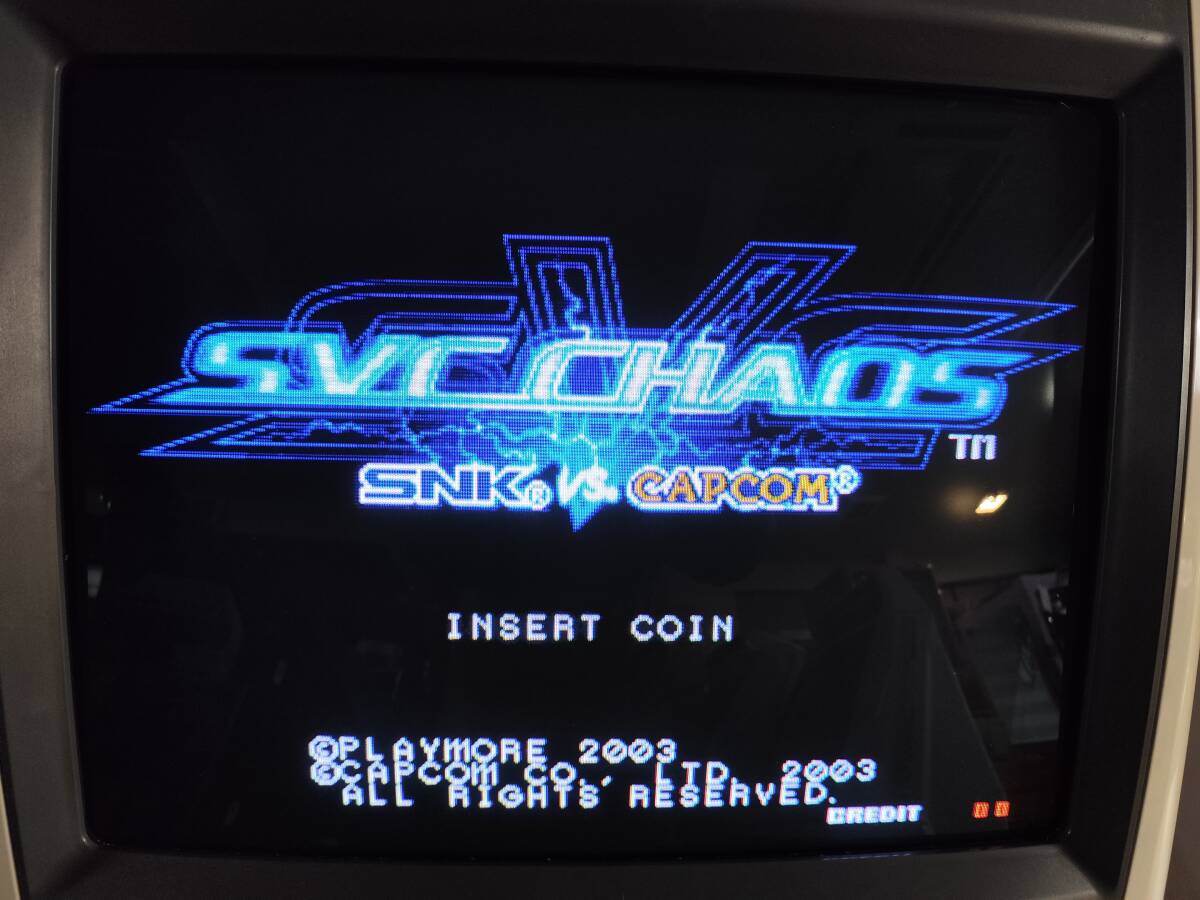 SVC CHAOS
TM
SNK® VS. CAPCOM®
INSERT COIN
©PLAYMORE 2003
©CAPCOM CO., LTD. 2003
ALL RIGHTS RESERVED.
CREDIT 00